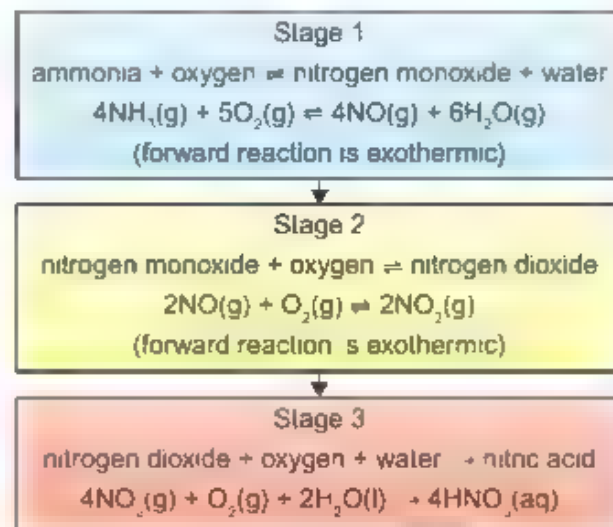 Stage 1
ammonia + oxygen ⇌ nitrogen monoxide + water
4NH₃(g) + 5O₂(g) ⇌ 4NO(g) + 6H₂O(g)
(forward reaction is exothermic)
Stage 2
nitrogen monoxide + oxygen ⇌ nitrogen dioxide
2NO(g) + O₂(g) ⇌ 2NO₂(g)
(forward reaction is exothermic)
Stage 3
nitrogen dioxide + oxygen + water → nitric acid
4NO₂(g) + O₂(g) + 2H₂O(l) → 4HNO₃(aq)